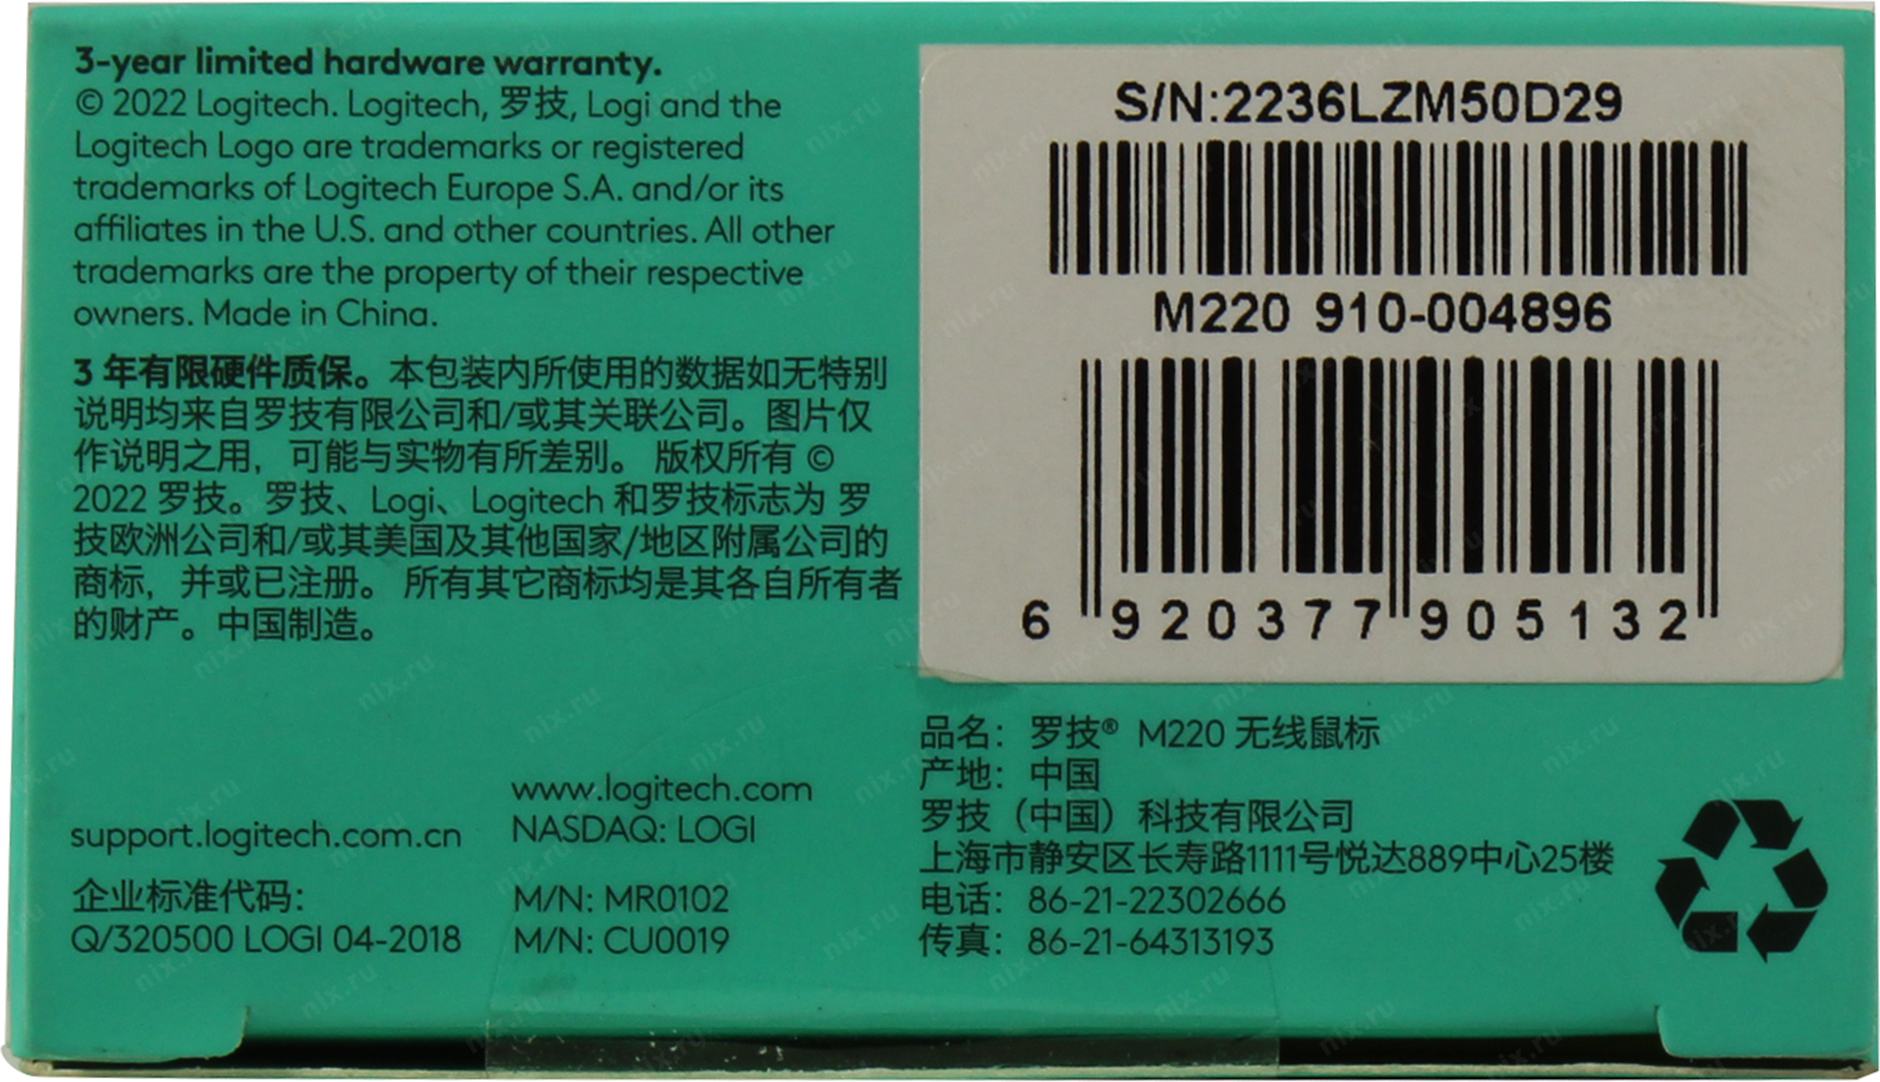 3-year limited hardware warranty.
© 2022 Logitech. Logitech, 罗技, Logi and the
Logitech Logo are trademarks or registered
trademarks of Logitech Europe S.A. and/or its
affiliates in the U.S. and other countries. All other
trademarks are the property of their respective
owners. Made in China.
3 年有限硬件质保。本包装内所使用的数据如无特别
说明均来自罗技有限公司和/或其关联公司。图片仅
作说明之用，可能与实物有所差别。 版权所有 ©
2022 罗技。罗技、Logi、Logitech 和罗技标志为 罗
技欧洲公司和/或其美国及其他国家/地区附属公司的
商标，并或已注册。 所有其它商标均是其各自所有者
的财产。中国制造。
support.logitech.com.cn
企业标准代码：
Q/320500 LOGI 04-2018
www.logitech.com
NASDAQ: LOGI
M/N: MR0102
M/N: CU0019
S/N:2236LZM50D29
M220 910-004896
6 920377 905132
品名： 罗技® M220 无线鼠标
产地： 中国
罗技（中国）科技有限公司
上海市静安区长寿路1111号悦达889中心25楼
电话： 86-21-22302666
传真： 86-21-64313193
nix.ru